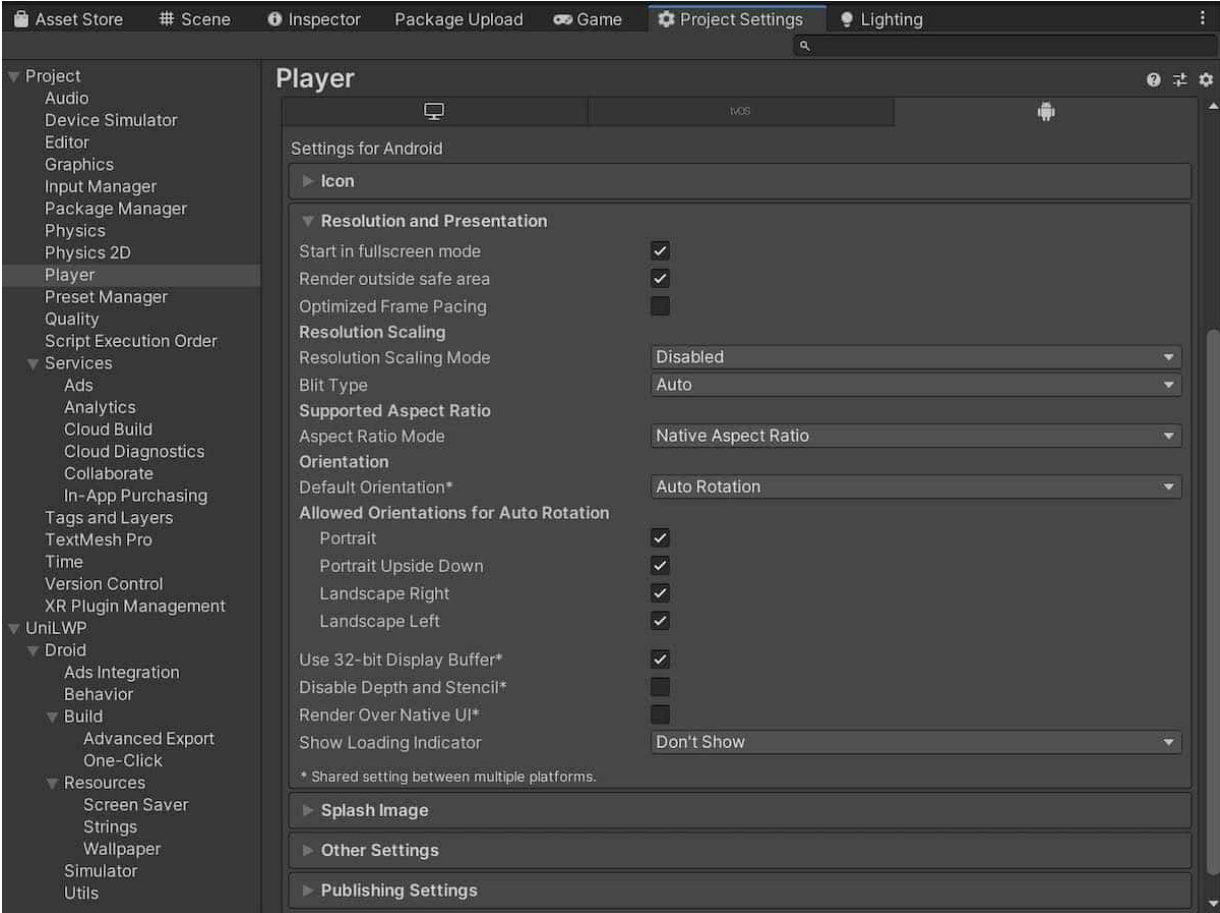 Asset Store Scene Inspector Package Upload Game Project Settings Lighting
Project
Audio
Device Simulator
Editor
Graphics
Input Manager
Package Manager
Physics
Physics 2D
Player
Preset Manager
Quality
Script Execution Order
Services
Ads
Analytics
Cloud Build
Cloud Diagnostics
Collaborate
In-App Purchasing
Tags and Layers
TextMesh Pro
Time
Version Control
XR Plugin Management
UniLWP
Droid
Ads Integration
Behavior
Build
Advanced Export
One-Click
Resources
Screen Saver
Strings
Wallpaper
Simulator
Utils
Player
tvOS
Settings for Android
Icon
Resolution and Presentation
Start in fullscreen mode
Render outside safe area
Optimized Frame Pacing
Resolution Scaling
Resolution Scaling Mode Disabled
Blit Type Auto
Supported Aspect Ratio
Aspect Ratio Mode Native Aspect Ratio
Orientation
Default Orientation* Auto Rotation
Allowed Orientations for Auto Rotation
Portrait
Portrait Upside Down
Landscape Right
Landscape Left
Use 32-bit Display Buffer*
Disable Depth and Stencil*
Render Over Native UI*
Show Loading Indicator Don't Show
* Shared setting between multiple platforms.
Splash Image
Other Settings
Publishing Settings